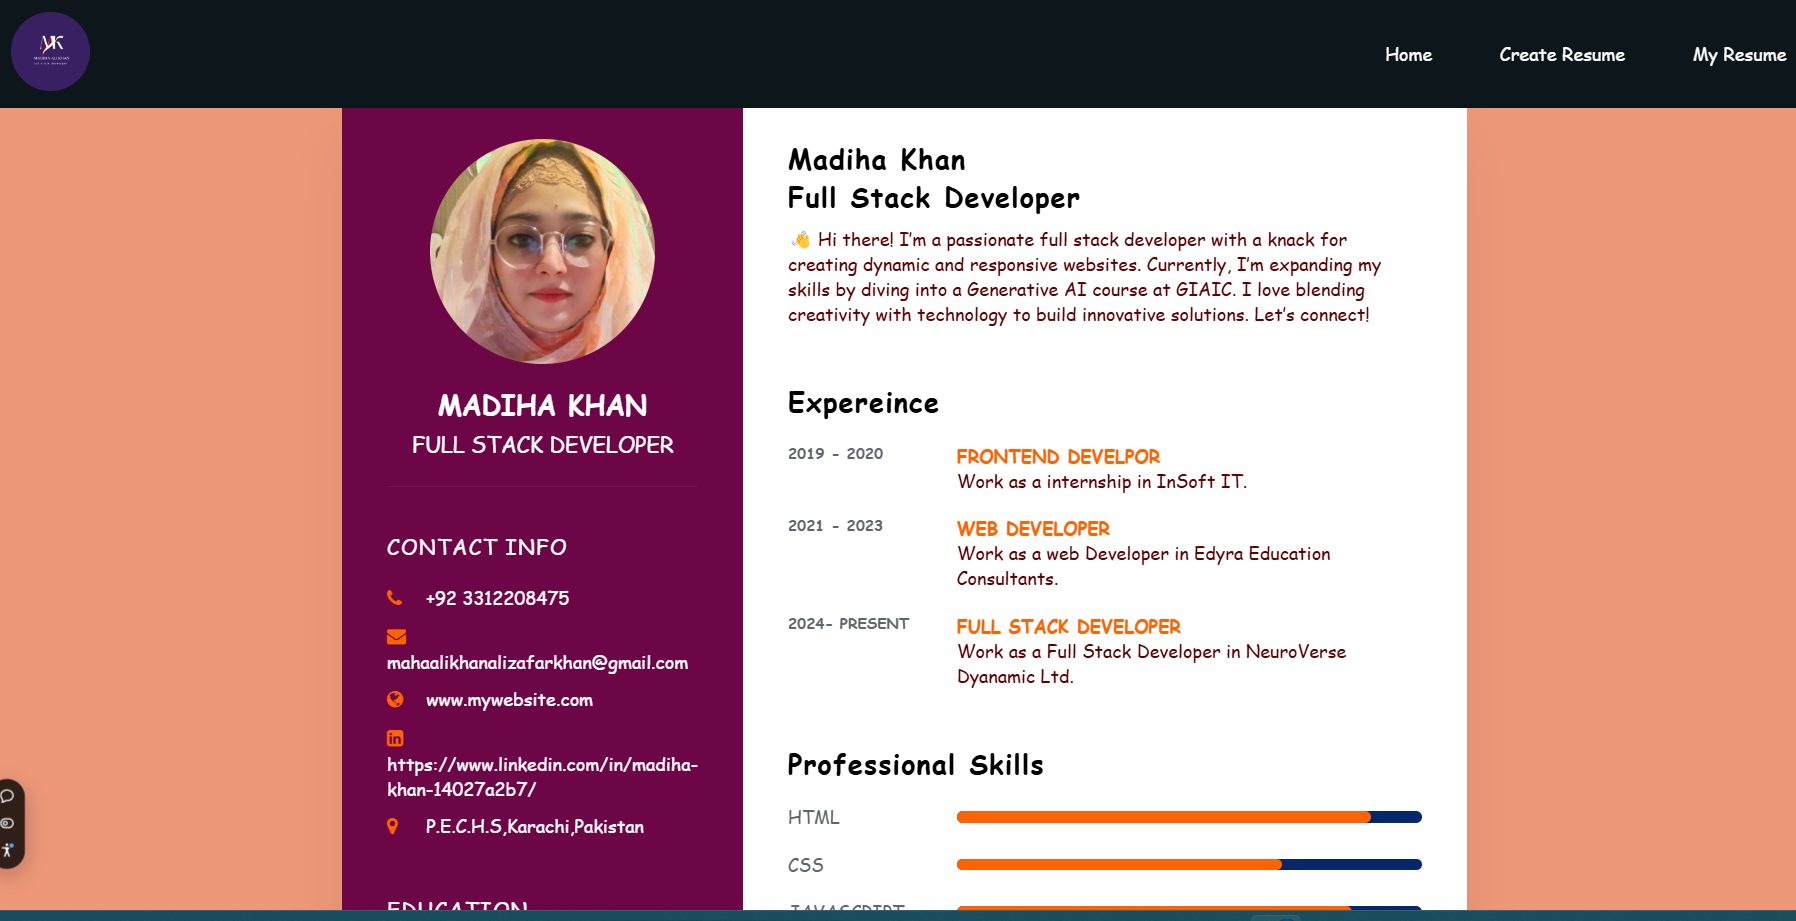 MADIHA ALI KHAN
Home
Create Resume
My Resume
MADIHA KHAN
FULL STACK DEVELOPER
CONTACT INFO
+92 3312208475
mahaalikhanalizafarkhan@gmail.com
www.mywebsite.com
https://www.linkedin.com/in/madiha-
khan-14027a2b7/
P.E.C.H.S,Karachi,Pakistan
EDUCATION
Madiha Khan
Full Stack Developer
👋 Hi there! I'm a passionate full stack developer with a knack for
creating dynamic and responsive websites. Currently, I'm expanding my
skills by diving into a Generative AI course at GIAIC. I love blending
creativity with technology to build innovative solutions. Let's connect!
Expereince
2019 - 2020
FRONTEND DEVELPOR
Work as a internship in InSoft IT.
2021 - 2023
WEB DEVELOPER
Work as a web Developer in Edyra Education
Consultants.
2024- PRESENT
FULL STACK DEVELOPER
Work as a Full Stack Developer in NeuroVerse
Dyanamic Ltd.
Professional Skills
HTML
CSS
JAVASCRIPT